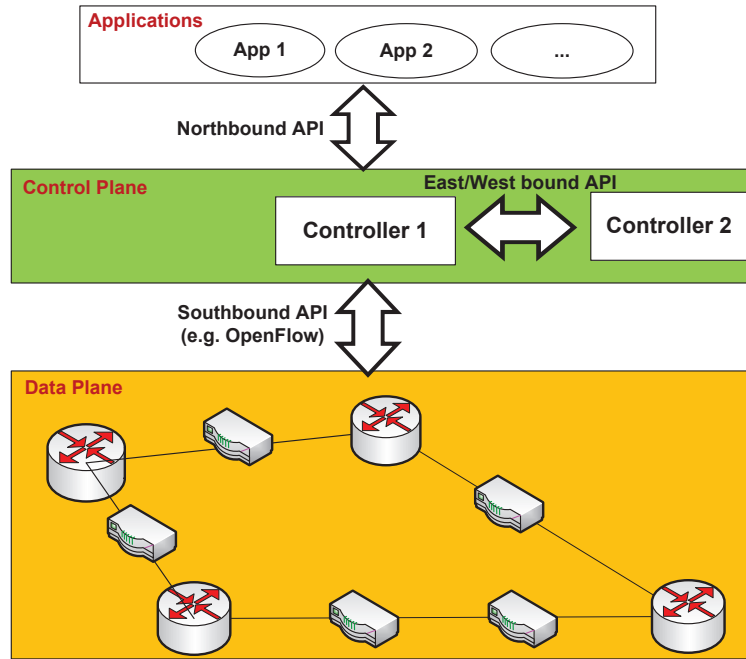 Applications
App 1
App 2
...
Northbound API
Control Plane
East/West bound API
Controller 1
Controller 2
Southbound API
(e.g. OpenFlow)
Data Plane